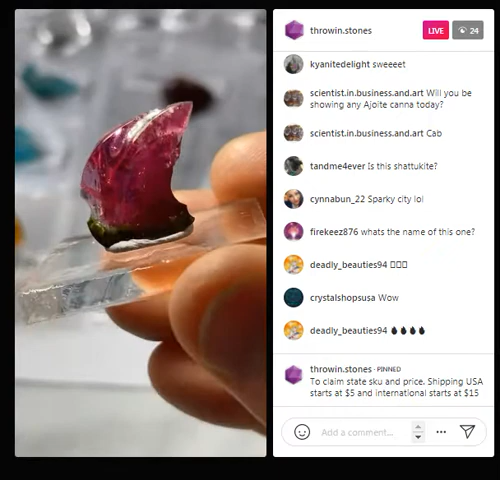 throwin.stones LIVE 24
kyanitedelight sweeeet
scientist.in.business.and.art Will you be
showing any Ajoite canna today?
scientist.in.business.and.art Cab
tandme4ever Is this shattukite?
cynnabun_22 Sparky city lol
firekeez876 whats the name of this one?
deadly_beauties94
crystalshopsusa Wow
deadly_beauties94
throwin.stones · PINNED
To claim state sku and price. Shipping USA
starts at $5 and international starts at $15
Add a comment...